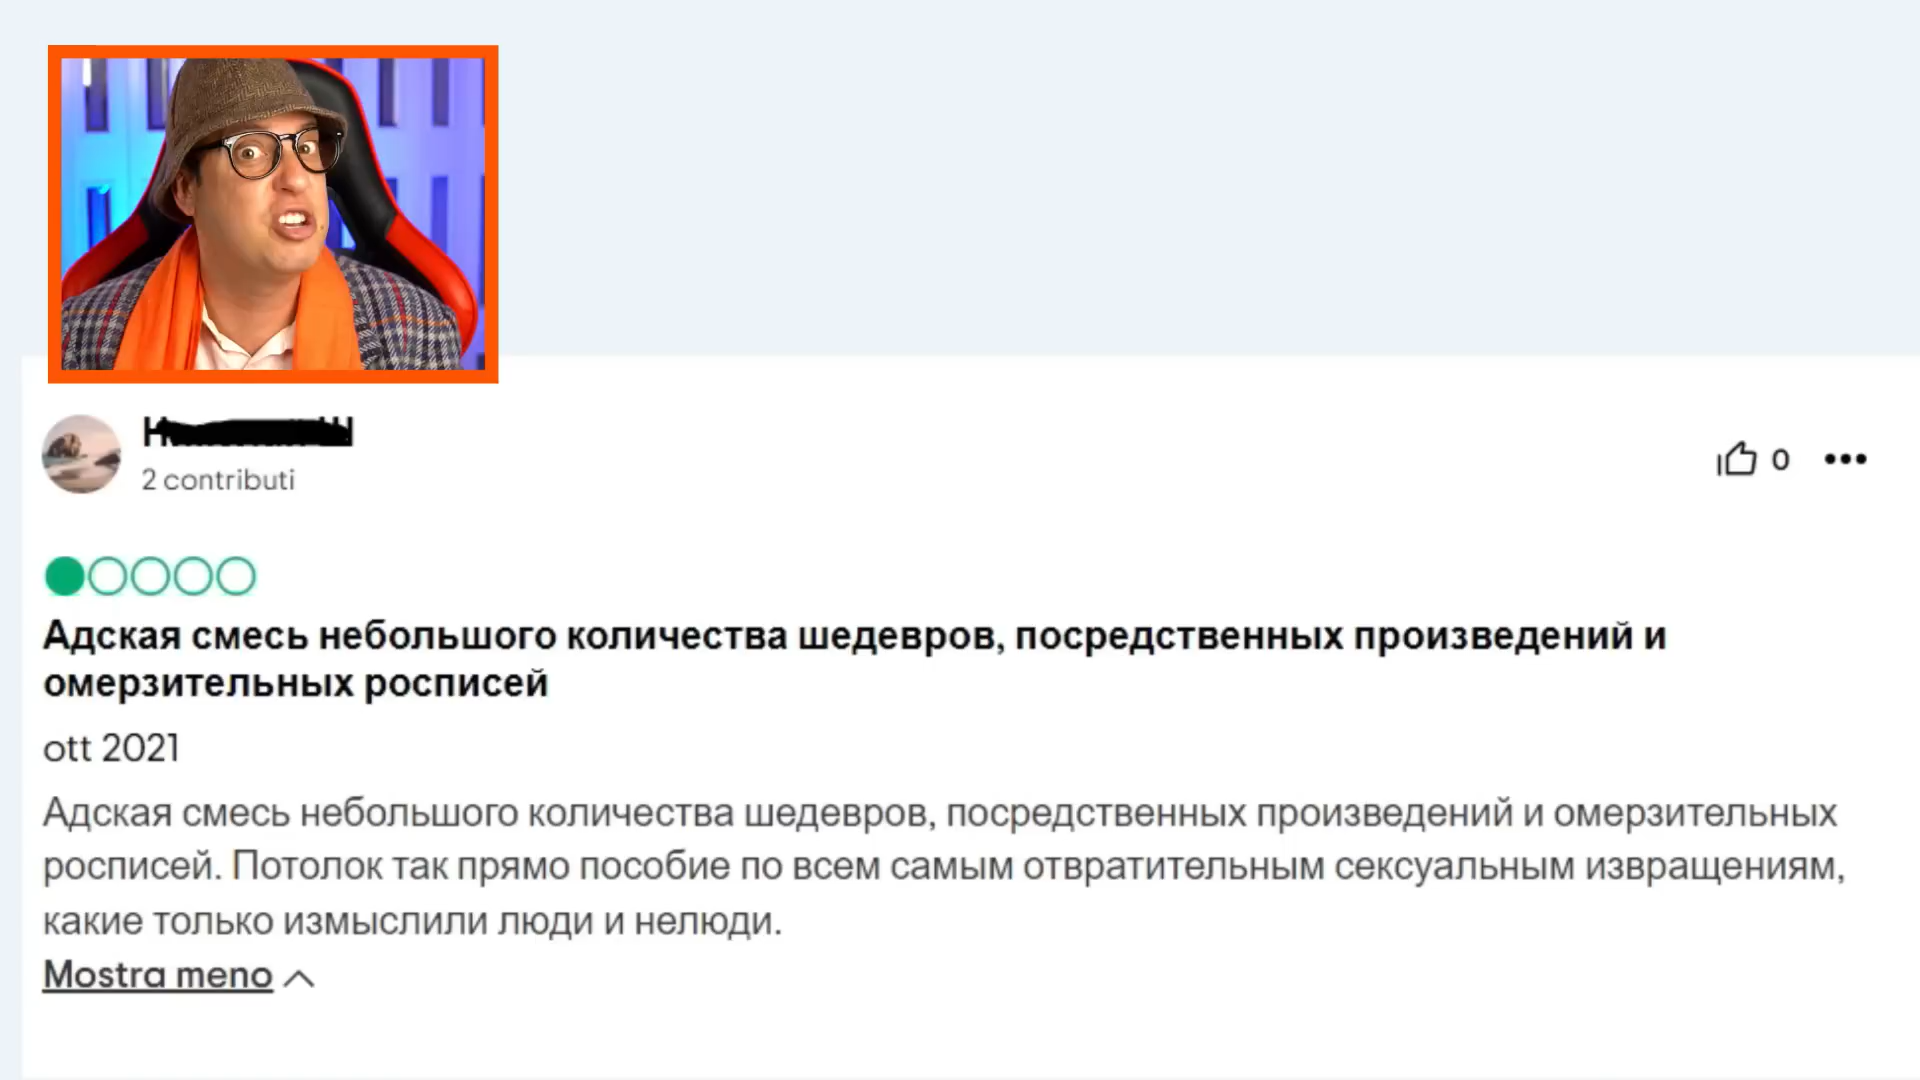 2 contributi
0
Адская смесь небольшого количества шедевров, посредственных произведений и
омерзительных росписей
ott 2021
Адская смесь небольшого количества шедевров, посредственных произведений и омерзительных
росписей. Потолок так прямо пособие по всем самым отвратительным сексуальным извращениям,
какие только измыслили люди и нелюди.
Mostra meno